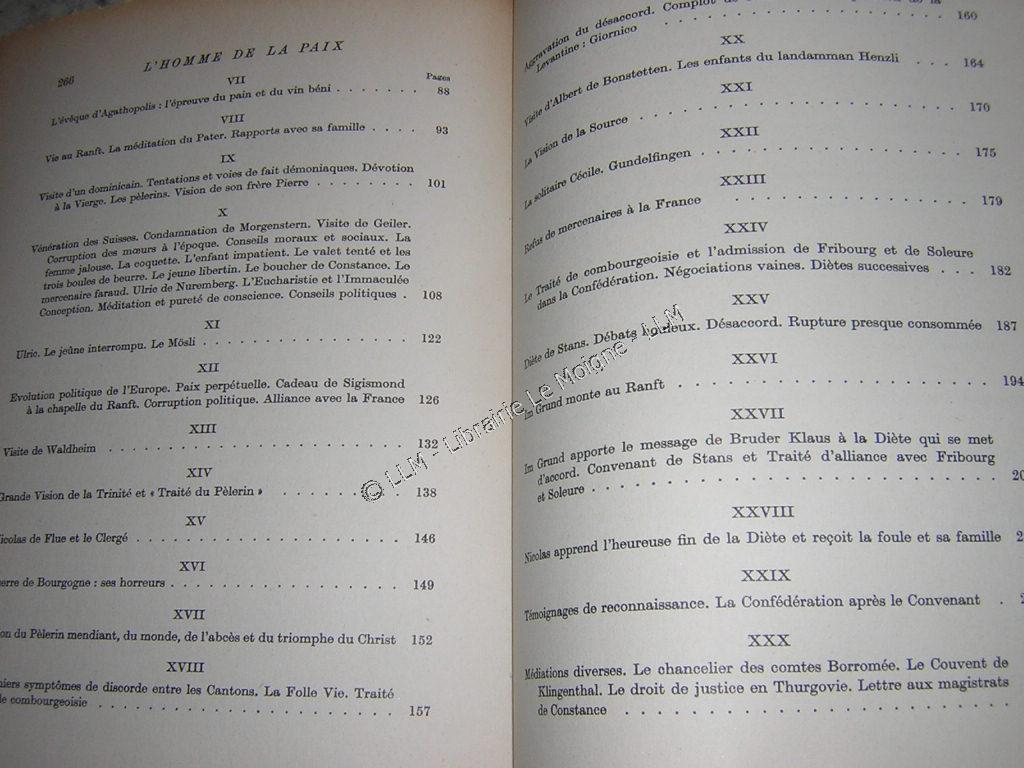 266
L'HOMME DE LA PAIX
Pages
VII
L'évêque d'Agathopolis : l'épreuve du pain et du vin béni . . . . . . . 88
VIII
Vie au Ranft. La méditation du Pater. Rapports avec sa famille . . . . 93
IX
Visite d'un dominicain. Tentations et voies de fait démoniaques. Dévotion
à la Vierge. Les pèlerins. Vision de son frère Pierre . . . . . . . . 101
X
Vénération des Suisses. Condamnation de Morgenstern. Visite de Geiler.
Corruption des mœurs à l'époque. Conseils moraux et sociaux. La
femme jalouse. La coquette. L'enfant impatient. Le valet tenté et les
trois boules de beurre. Le jeune libertin. Le boucher de Constance. Le
mercenaire faraud. Ulric de Nuremberg. L'Eucharistie et l'Immaculée
Conception. Méditation et pureté de conscience. Conseils politiques . 108
XI
Ulric. Le jeûne interrompu. Le Mösli . . . . . . . . . . . . . . 122
XII
Evolution politique de l'Europe. Paix perpétuelle. Cadeau de Sigismond
à la chapelle du Ranft. Corruption politique. Alliance avec la France 126
XIII
Visite de Waldheim . . . . . . . . . . . . . . . . . . . . 132
XIV
Grande Vision de la Trinité et « Traité du Pèlerin » . . . . . . . . 138
XV
icolas de Flue et le Clergé . . . . . . . . . . . . . . . . . . 146
XVI
erre de Bourgogne : ses horreurs . . . . . . . . . . . . . . . 149
XVII
on du Pèlerin mendiant, du monde, de l'abcès et du triomphe du Christ 152
XVIII
niers symptômes de discorde entre les Cantons. La Folle Vie. Traité
de combourgeoisie . . . . . . . . . . . . . . . . . . . . 157
Aggravation du désaccord. Complot de
Levantine : Giornico . . . . . . . . . . . . . . . 160
XX
Visite d'Albert de Bonstetten. Les enfants du landamman Henzli . . . 164
XXI
La Vision de la Source . . . . . . . . . . . . . . . . . . . 170
XXII
La solitaire Cécile. Gundelfingen . . . . . . . . . . . . . . . 175
XXIII
Refus de mercenaires à la France . . . . . . . . . . . . . . 179
XXIV
Le Traité de combourgeoisie et l'admission de Fribourg et de Soleure
dans la Confédération. Négociations vaines. Diètes successives . . . 182
XXV
Diète de Stans. Débats houleux. Désaccord. Rupture presque consommée 187
XXVI
Im Grund monte au Ranft . . . . . . . . . . . . . . . . . . 194
XXVII
Im Grund apporte le message de Bruder Klaus à la Diète qui se met
d'accord. Convenant de Stans et Traité d'alliance avec Fribourg
et Soleure . . . . . . . . . . . . . . . . . . . . . . . 20
XXVIII
Nicolas apprend l'heureuse fin de la Diète et reçoit la foule et sa famille 2
XXIX
Témoignages de reconnaissance. La Confédération après le Convenant . 2
XXX
Médiations diverses. Le chancelier des comtes Borromée. Le Couvent de
Klingenthal. Le droit de justice en Thurgovie. Lettre aux magistrats
de Constance . . . . . . . . . . . . . . . . . . . .
© LLM - Librairie Le Moigne - LLM